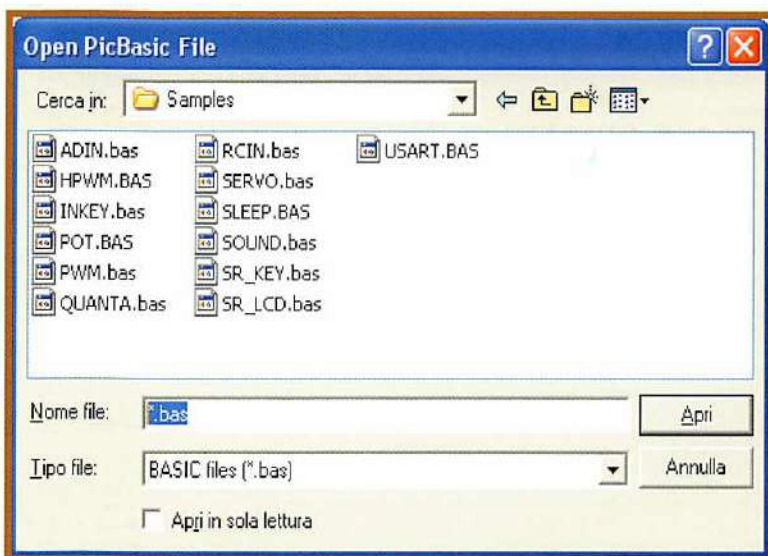 Open PicBasic File
Cerca in: Samples
ADIN.bas
HPWM.BAS
INKEY.bas
POT.BAS
PWM.bas
QUANTA.bas
RCIN.bas
SERVO.bas
SLEEP.BAS
SOUND.bas
SR_KEY.bas
SR_LCD.bas
USART.BAS
Nome file: *.bas Apri
Tipo file: BASIC files (*.bas) Annulla
Apri in sola lettura